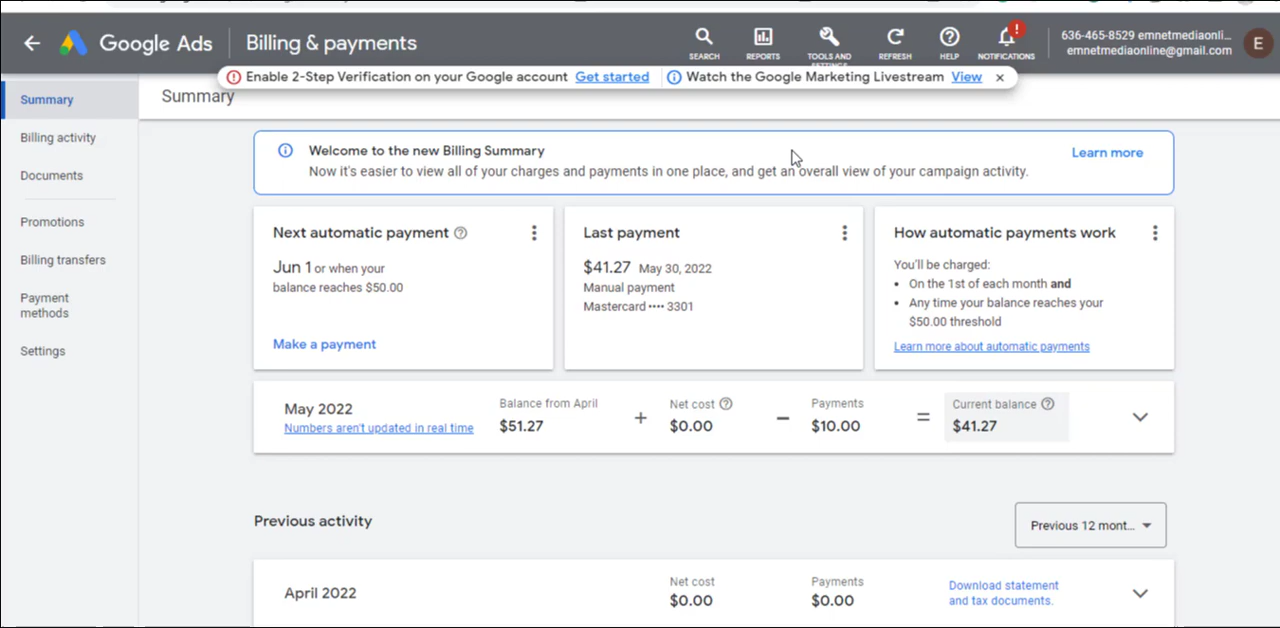 Google Ads
Billing & payments
SEARCH
REPORTS
TOOLS AND
REFRESH
HELP
NOTIFICATIONS
!
636-465-8529 emnetmediaonli...
emnetmediaonline@gmail.com
E
Enable 2-Step Verification on your Google account Get started
Watch the Google Marketing Livestream View
Summary
Billing activity
Documents
Promotions
Billing transfers
Payment
methods
Settings
Summary
Welcome to the new Billing Summary
Now it's easier to view all of your charges and payments in one place, and get an overall view of your campaign activity.
Learn more
Next automatic payment
Jun 1 or when your
balance reaches $50.00
Make a payment
Last payment
$41.27 May 30, 2022
Manual payment
Mastercard •••• 3301
How automatic payments work
You'll be charged:
• On the 1st of each month and
• Any time your balance reaches your
$50.00 threshold
Learn more about automatic payments
May 2022
Numbers aren't updated in real time
Balance from April
$51.27
+
Net cost
$0.00
−
Payments
$10.00
=
Current balance
$41.27
Previous activity
Previous 12 mont...
April 2022
Net cost
$0.00
Payments
$0.00
Download statement
and tax documents.